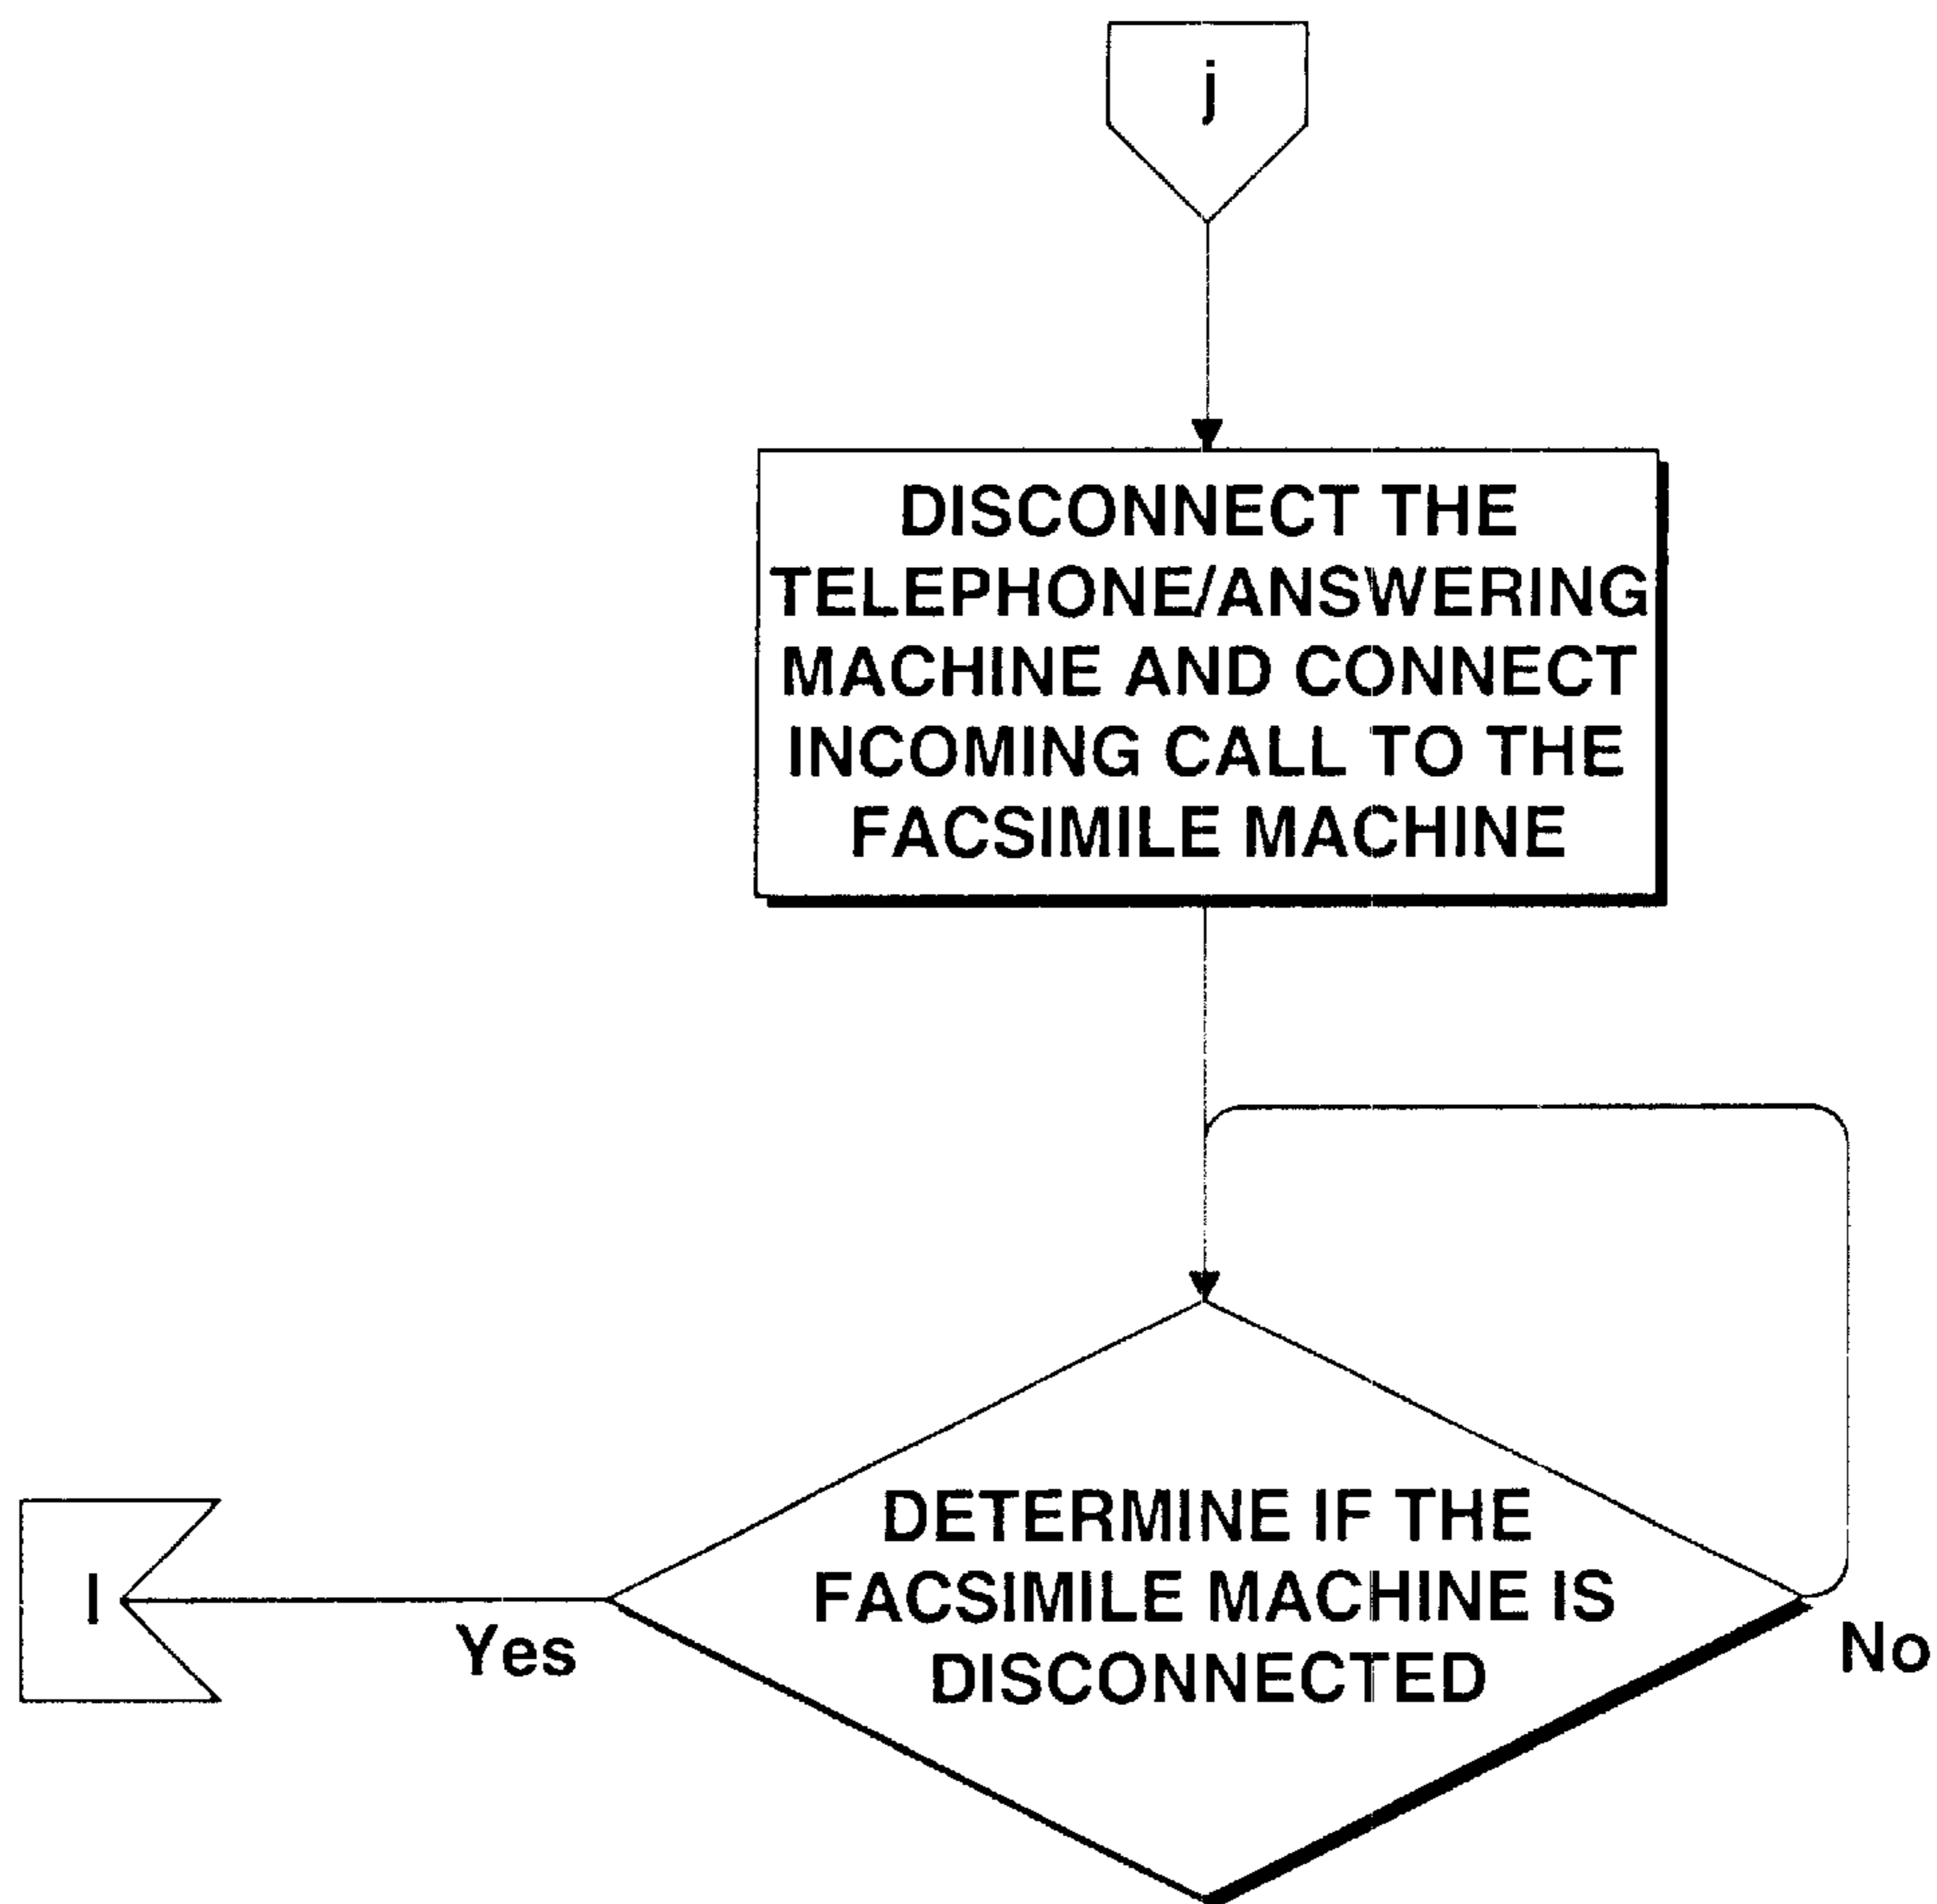 j
DISCONNECT THE
TELEPHONE/ANSWERING
MACHINE AND CONNECT
INCOMING CALL TO THE
FACSIMILE MACHINE
DETERMINE IF THE
FACSIMILE MACHINE IS
DISCONNECTED
l
Yes
No